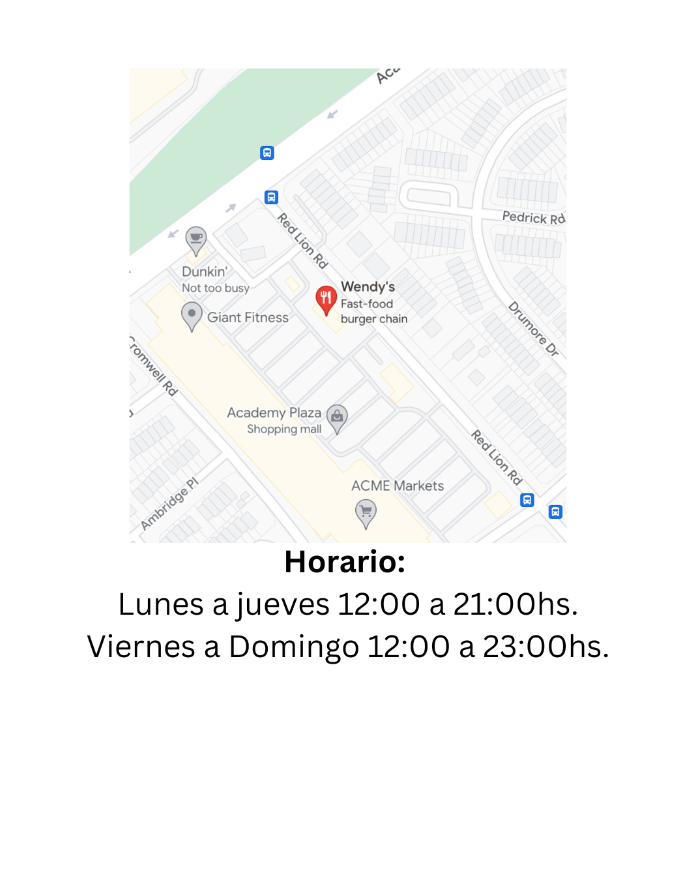 Aca
Pedrick Rd
Red Lion Rd
Dunkin'
Not too busy
Wendy's
Fast-food
burger chain
Giant Fitness
Drumore Dr
Cromwell Rd
Academy Plaza
Shopping mall
Red Lion Rd
ACME Markets
Ambridge Pl
Horario:
Lunes a jueves 12:00 a 21:00hs.
Viernes a Domingo 12:00 a 23:00hs.